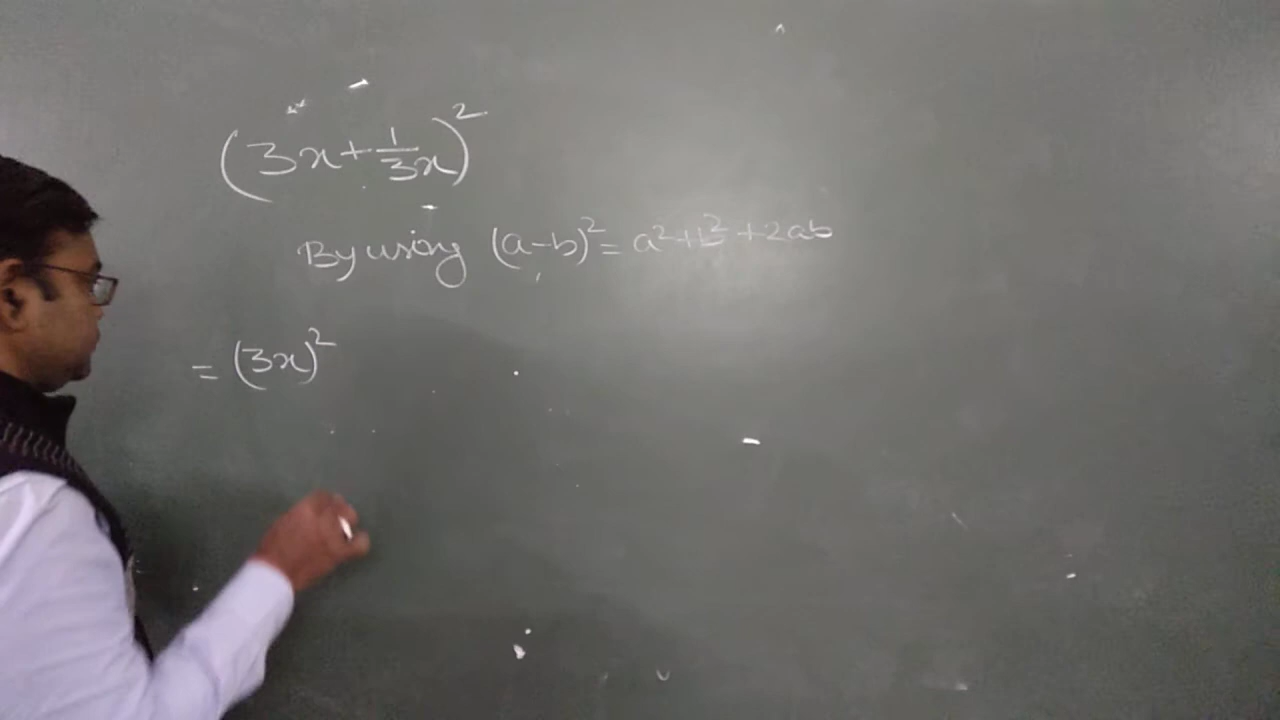 (3x+1/3x)²
By using (a-b)² = a²+b²+2ab
= (3x)²